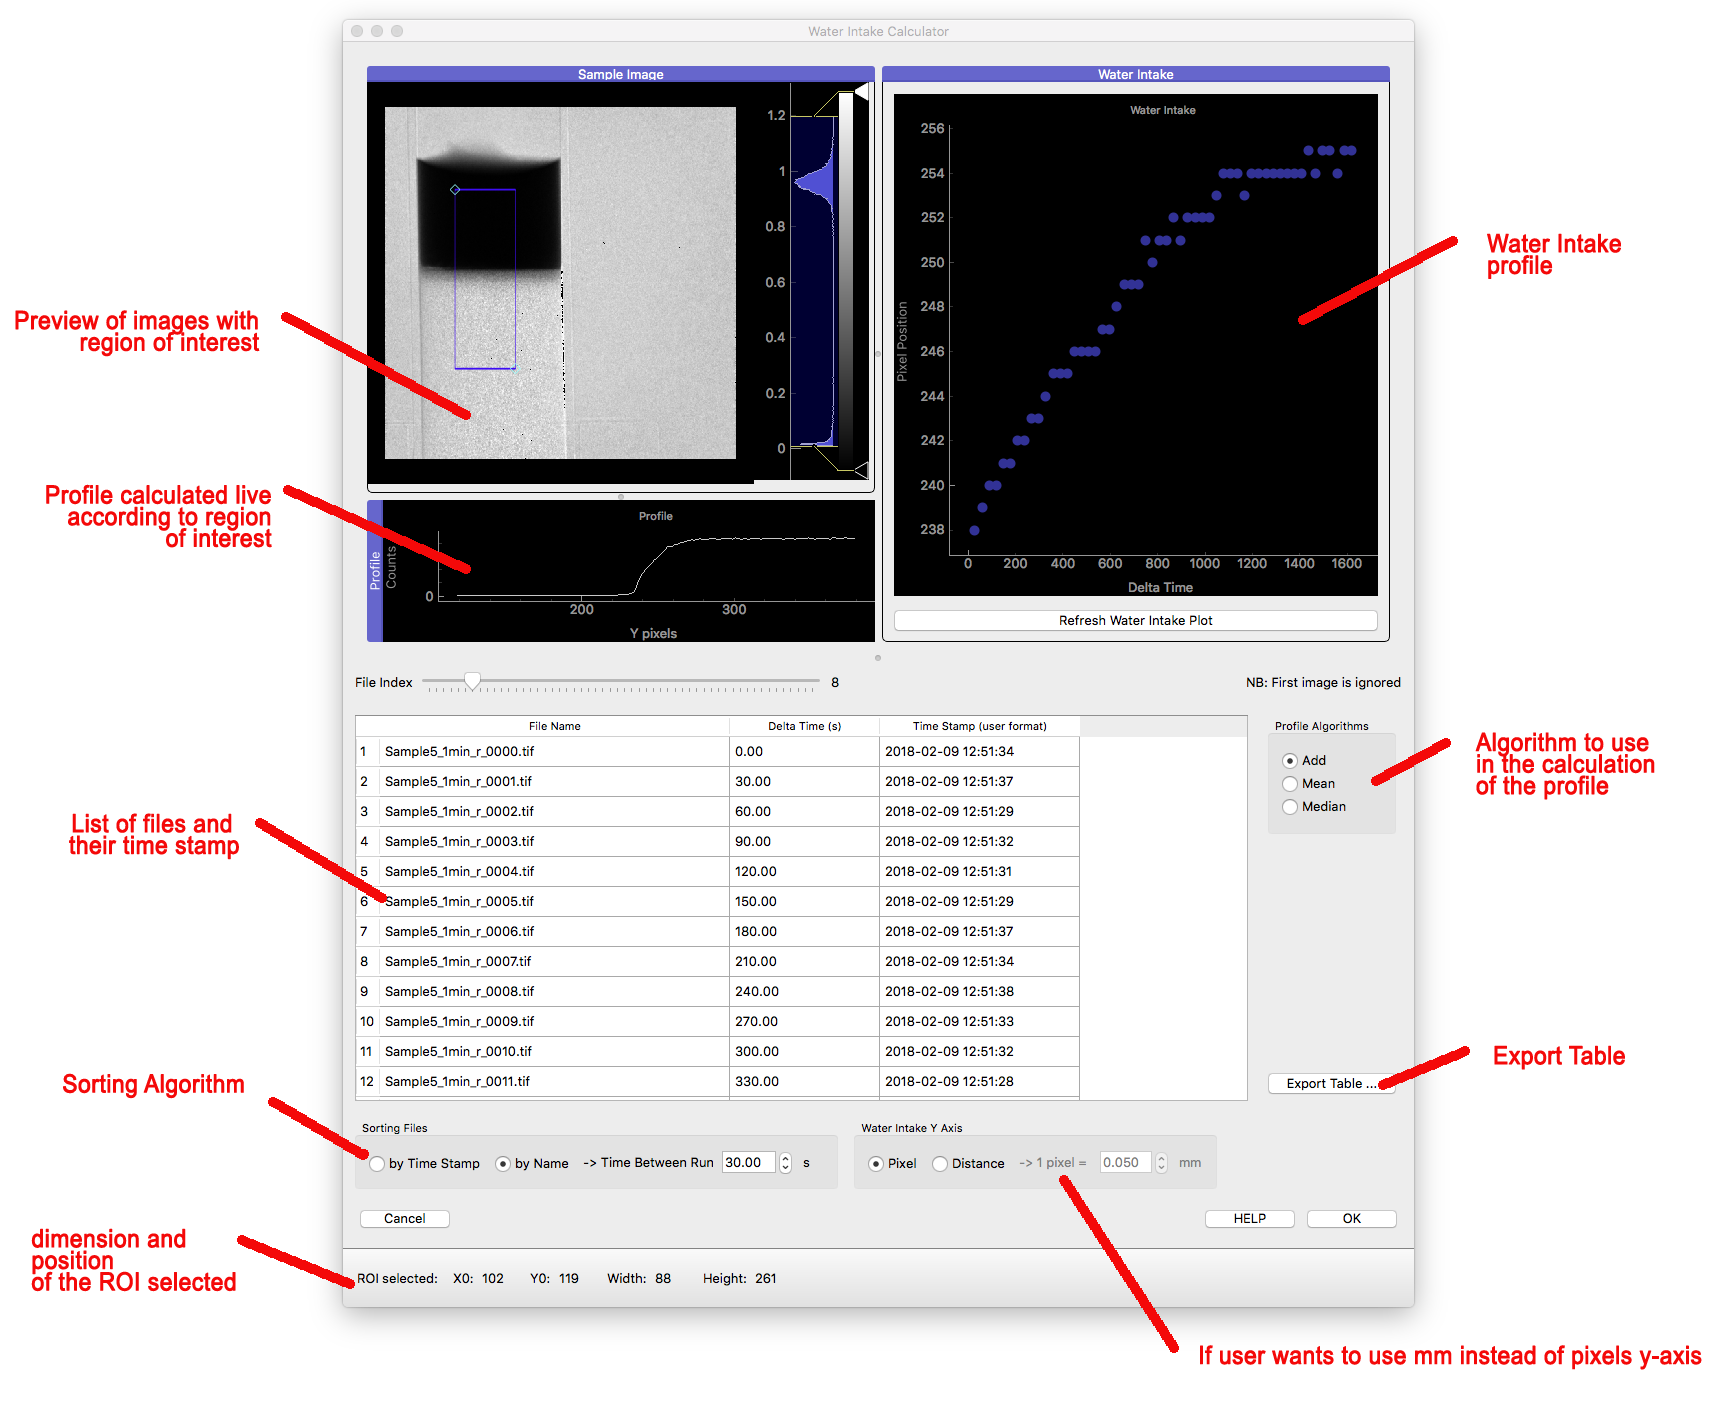 Water Intake Calculator
Sample Image
1.2
1
0.8
0.6
0.4
0.2
0
Water Intake
Water Intake
256
254
252
250
248
246
244
242
240
238
Pixel Position
0 200 400 600 800 1000 1200 1400 1600
Delta Time
Refresh Water Intake Plot
Profile
Profile
Counts
0
200 300
Y pixels
Preview of images with
region of interest
Profile calculated live
according to region
of interest
Water Intake
profile
File Index 8 NB: First image is ignored
File Name Delta Time (s) Time Stamp (user format)
1 Sample5_1min_r_0000.tif 0.00 2018-02-09 12:51:34
2 Sample5_1min_r_0001.tif 30.00 2018-02-09 12:51:37
3 Sample5_1min_r_0002.tif 60.00 2018-02-09 12:51:29
4 Sample5_1min_r_0003.tif 90.00 2018-02-09 12:51:32
5 Sample5_1min_r_0004.tif 120.00 2018-02-09 12:51:31
6 Sample5_1min_r_0005.tif 150.00 2018-02-09 12:51:29
7 Sample5_1min_r_0006.tif 180.00 2018-02-09 12:51:37
8 Sample5_1min_r_0007.tif 210.00 2018-02-09 12:51:34
9 Sample5_1min_r_0008.tif 240.00 2018-02-09 12:51:38
10 Sample5_1min_r_0009.tif 270.00 2018-02-09 12:51:33
11 Sample5_1min_r_0010.tif 300.00 2018-02-09 12:51:32
12 Sample5_1min_r_0011.tif 330.00 2018-02-09 12:51:28
Profile Algorithms
Add
Mean
Median
Algorithm to use
in the calculation
of the profile
List of files and
their time stamp
Export Table ...
Export Table
Sorting Algorithm
Sorting Files
by Time Stamp by Name -> Time Between Run 30.00 s
Water Intake Y Axis
Pixel Distance -> 1 pixel = 0.050 mm
Cancel HELP OK
dimension and
position
of the ROI selected
ROI selected: X0: 102 Y0: 119 Width: 88 Height: 261
If user wants to use mm instead of pixels y-axis